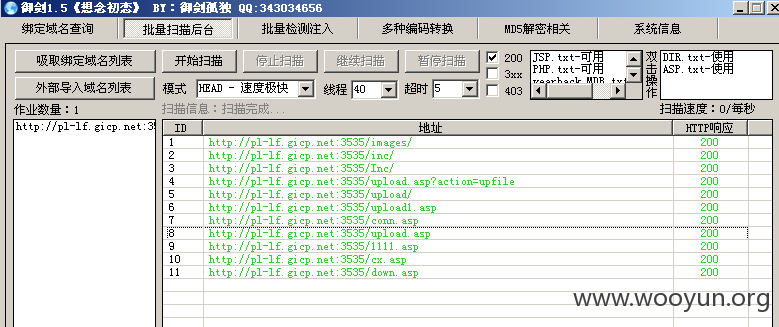 御剑1.5《想念初态》 BY：御剑孤独 QQ:343034656
绑定域名查询 批量扫描后台 批量检测注入 多种编码转换 MD5解密相关 系统信息
吸取绑定域名列表 开始扫描 停止扫描 继续扫描 暂停扫描 200 JSP.txt-可用 双击操作 DIR.txt-使用
3xx PHP.txt-可用 ASP.txt-使用
外部导入域名列表 模式 HEAD - 速度极快 线程 40 超时 5 403
作业数量：1 扫描信息：扫描完成... 扫描速度：0/每秒
http://pl-lf.gicp.net:353 ID 地址 HTTP响应
1 http://pl-lf.gicp.net:3535/images/ 200
2 http://pl-lf.gicp.net:3535/inc/ 200
3 http://pl-lf.gicp.net:3535/Inc/ 200
4 http://pl-lf.gicp.net:3535/upload.asp?action=upfile 200
5 http://pl-lf.gicp.net:3535/upload/ 200
6 http://pl-lf.gicp.net:3535/upload1.asp 200
7 http://pl-lf.gicp.net:3535/conn.asp 200
8 http://pl-lf.gicp.net:3535/upload.asp 200
9 http://pl-lf.gicp.net:3535/1111.asp 200
10 http://pl-lf.gicp.net:3535/cx.asp 200
11 http://pl-lf.gicp.net:3535/down.asp 200
www.wooyun.org